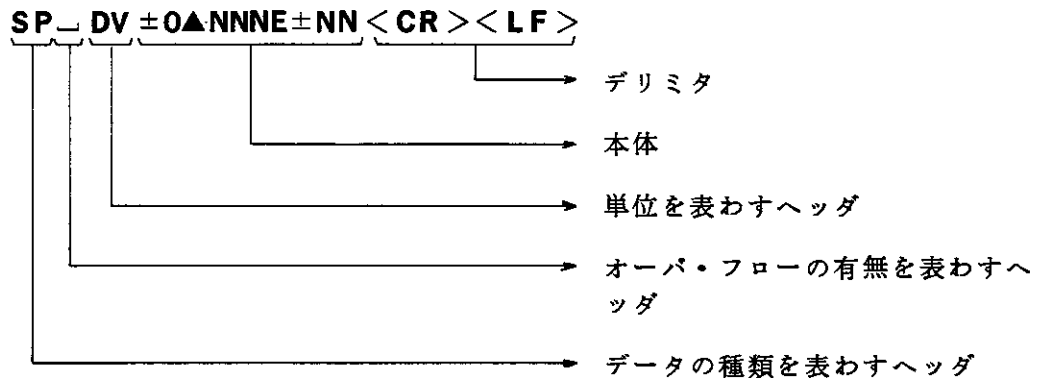 SP␣DV±0▲NNNE±NN<CR><LF>
デリミタ
本体
単位を表わすヘッダ
オーバ・フローの有無を表わすヘ
ッダ
データの種類を表わすヘッダ